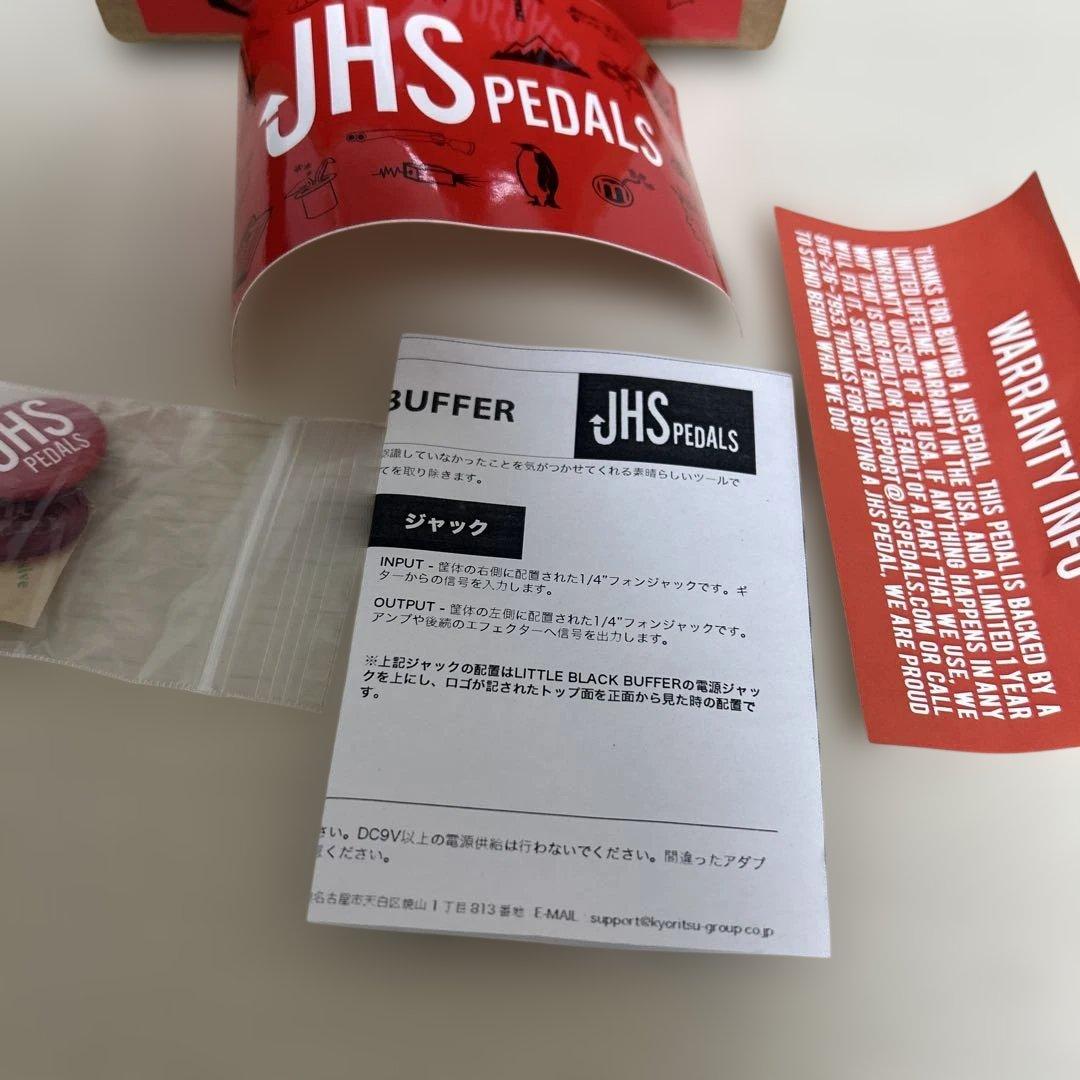 JHS PEDALS
JHS
PEDALS
BUFFER
JHS PEDALS
認識していなかったことを気がつかせてくれる素晴らしいツールで
てを取り除きます。
ジャック
INPUT - 筐体の右側に配置された1/4”フォンジャックです。ギ
ターからの信号を入力します。
OUTPUT - 筐体の左側に配置された1/4”フォンジャックです。
アンプや後続のエフェクターへ信号を出力します。
※上記ジャックの配置はLITTLE BLACK BUFFERの電源ジャッ
クを上にし、ロゴが記されたトップ面を正面から見た時の配置で
す。
さい。DC9V以上の電源供給は行わないでください。間違ったアダプ
ください。
名古屋市天白区焼山1丁目813番地 E-MAIL : support@kyoritsu-group.co.jp
WARRANTY INFO
THANKS FOR BUYING A JHS PEDAL. THIS PEDAL IS BACKED BY A
LIMITED LIFETIME WARRANTY IN THE USA, AND A LIMITED 1 YEAR
WARRANTY OUTSIDE OF THE USA. IF ANYTHING HAPPENS IN ANY
WAY THAT IS OUR FAULT OR THE FAULT OF A PART THAT WE USE, WE
WILL FIX IT. SIMPLY EMAIL SUPPORT@JHSPEDALS.COM OR CALL
816-216-7953. THANKS FOR BUYING A JHS PEDAL. WE ARE PROUD
TO STAND BEHIND WHAT WE DO!